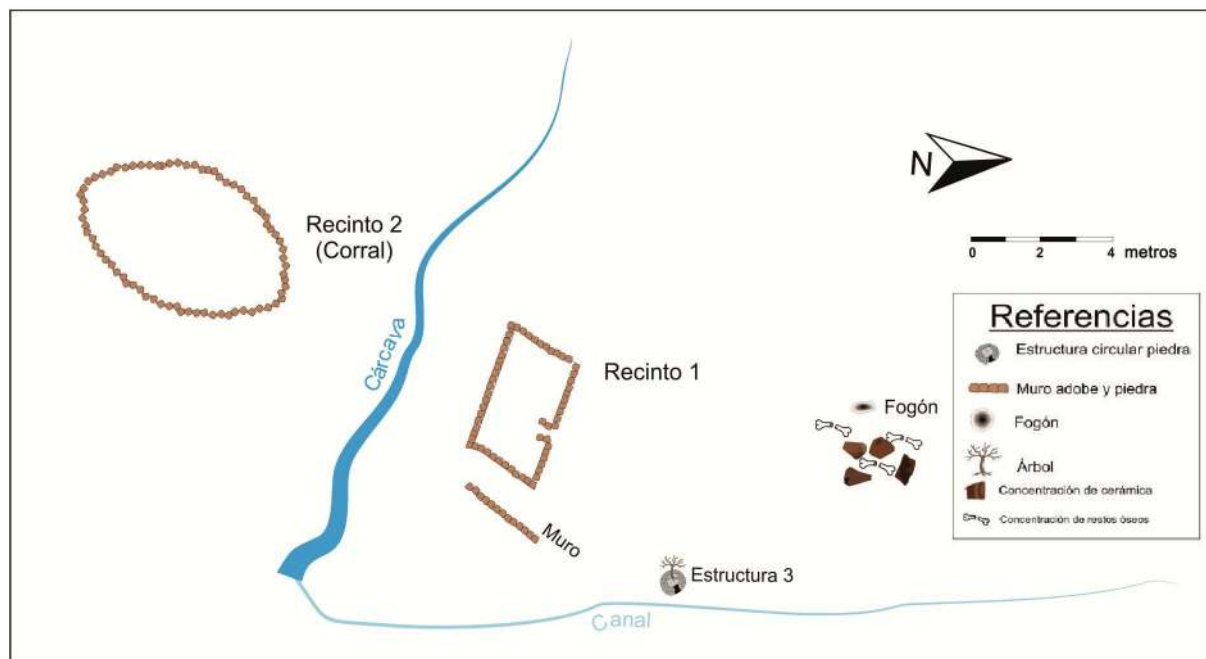 N
Recinto 2
(Corral)
0 2 4 metros
Cárcava
Referencias
Estructura circular piedra
Muro adobe y piedra
Fogón
Árbol
Concentración de cerámica
Concentración de restos óseos
Recinto 1
Fogón
Muro
Estructura 3
Canal